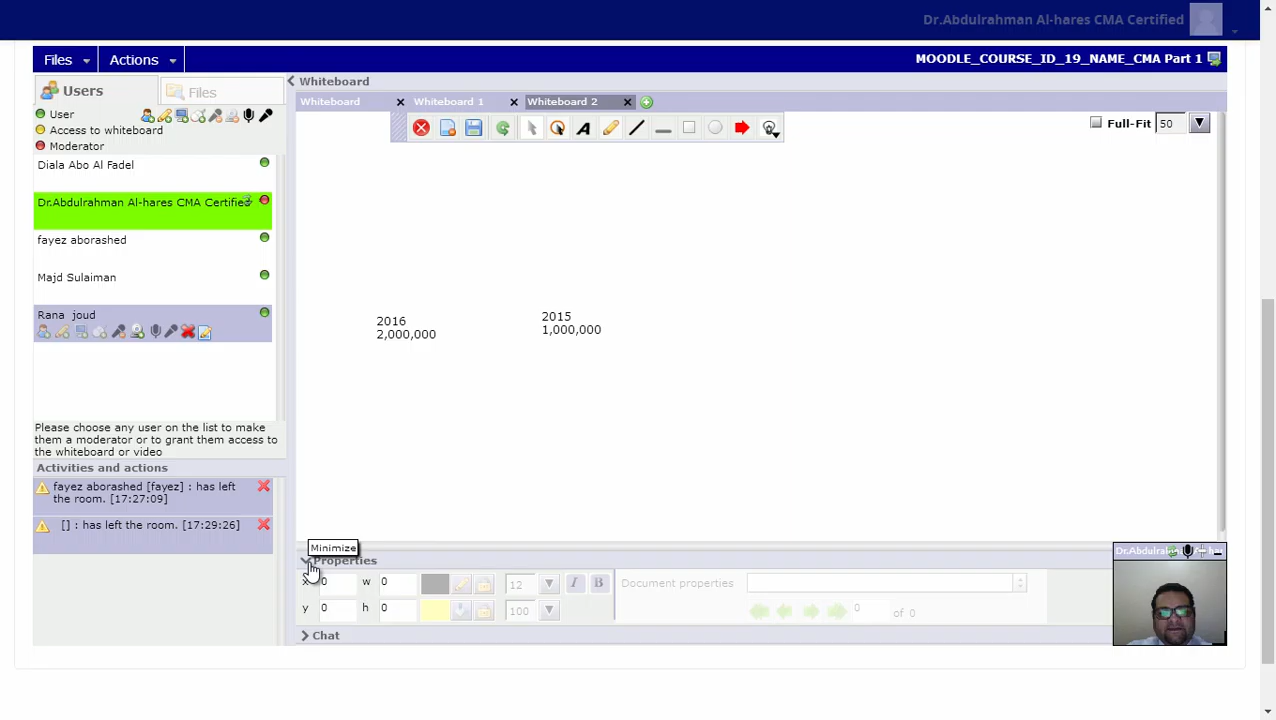 Dr.Abdulrahman Al-hares CMA Certified
Files Actions MOODLE_COURSE_ID_19_NAME_CMA Part 1
Users Files
User
Access to whiteboard
Moderator
Diala Abo Al Fadel
Dr.Abdulrahman Al-hares CMA Certified
fayez aborashed
Majd Sulaiman
Rana joud
Please choose any user on the list to make
them a moderator or to grant them access to
the whiteboard or video
Activities and actions
fayez aborashed [fayez] : has left
the room. [17:27:09]
[] : has left the room. [17:29:26]
Whiteboard
Whiteboard Whiteboard 1 Whiteboard 2
A Full-Fit 50
2016
2,000,000
2015
1,000,000
Minimize
Properties
x 0 w 0 12 I B Document properties
y 0 h 0 100 0 of 0
Chat